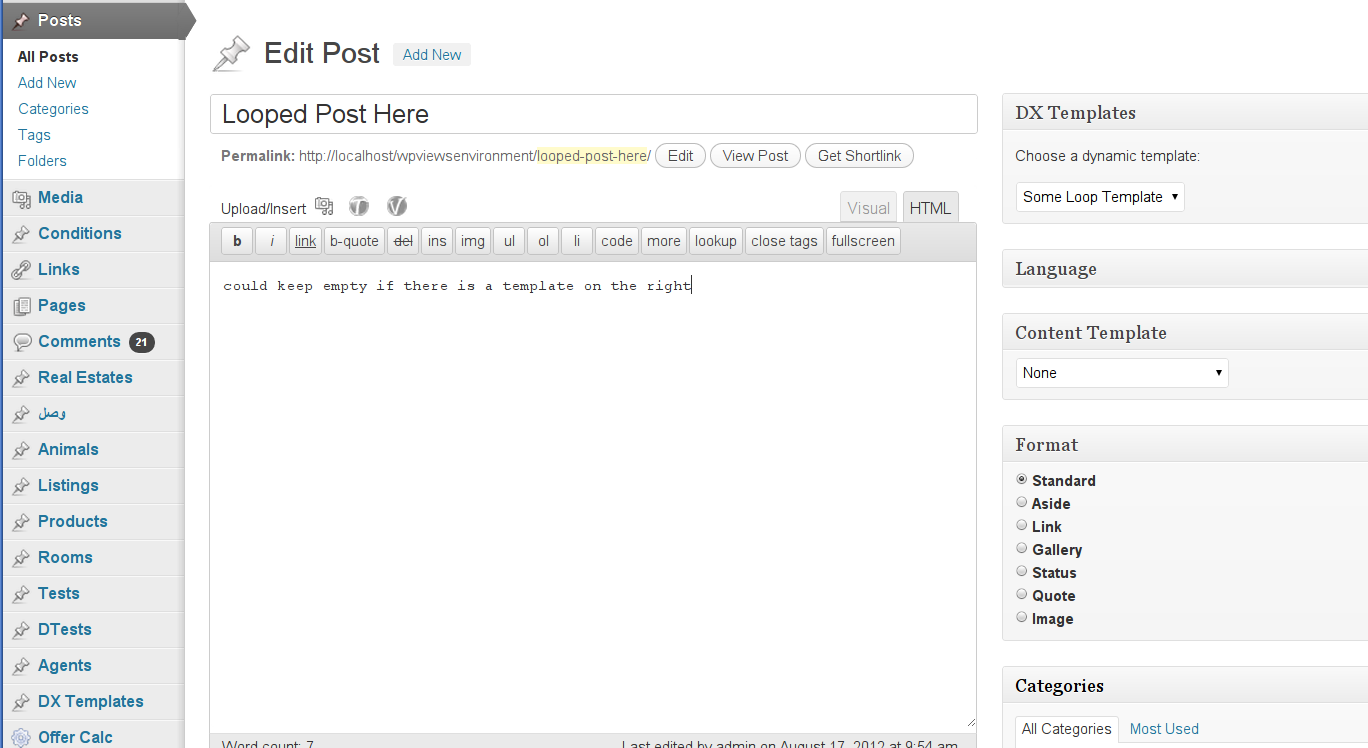 Posts
All Posts
Add New
Categories
Tags
Folders
Media
Conditions
Links
Pages
Comments 21
Real Estates
وصل
Animals
Listings
Products
Rooms
Tests
DTests
Agents
DX Templates
Offer Calc
Edit Post Add New
Looped Post Here
Permalink: http://localhost/wpviewsenvironment/looped-post-here/ Edit View Post Get Shortlink
Upload/Insert Visual HTML
b i link b-quote del ins img ul ol li code more lookup close tags fullscreen
could keep empty if there is a template on the right
Word count: 7 Last edited by admin on August 17, 2012 at 9:54 am
DX Templates
Choose a dynamic template:
Some Loop Template
Language
Content Template
None
Format
Standard
Aside
Link
Gallery
Status
Quote
Image
Categories
All Categories Most Used